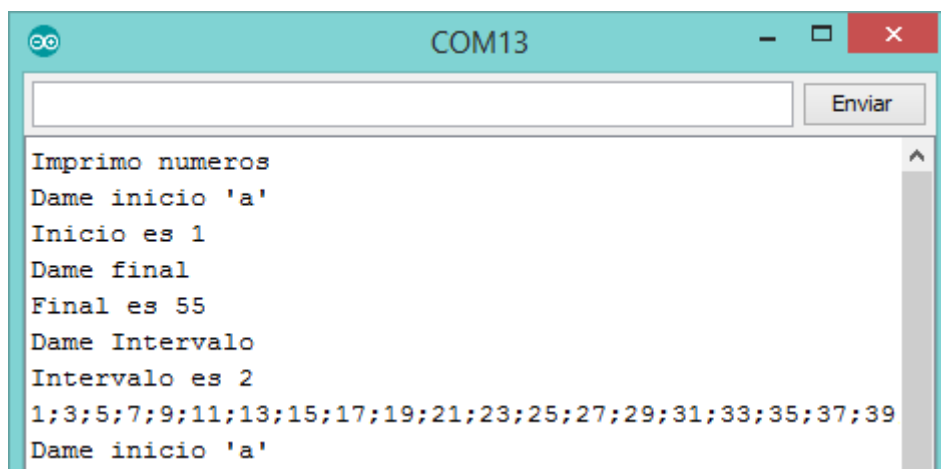 COM13
Enviar
Imprimo numeros
Dame inicio 'a'
Inicio es 1
Dame final
Final es 55
Dame Intervalo
Intervalo es 2
1;3;5;7;9;11;13;15;17;19;21;23;25;27;29;31;33;35;37;39
Dame inicio 'a'